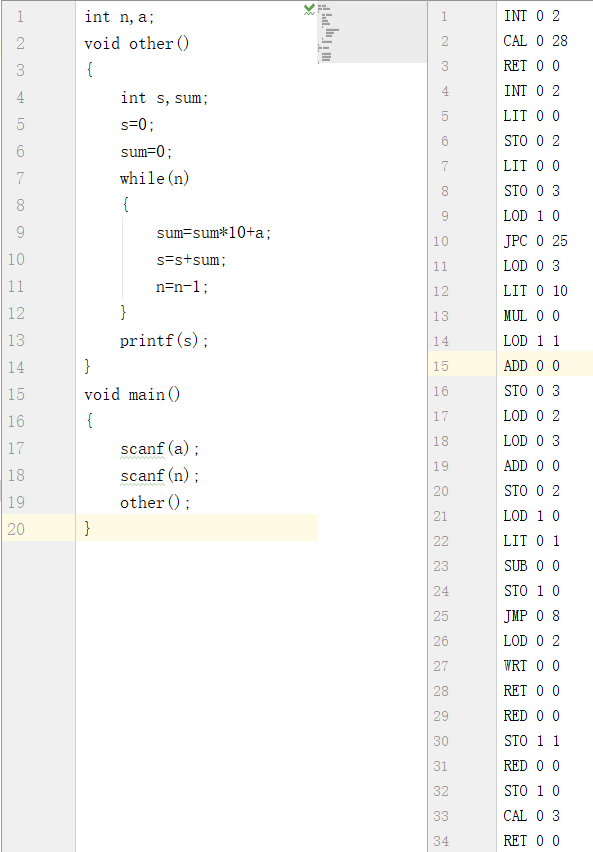 1 int n,a;
2 void other()
3 {
4 int s,sum;
5 s=0;
6 sum=0;
7 while(n)
8 {
9 sum=sum*10+a;
10 s=s+sum;
11 n=n-1;
12 }
13 printf(s);
14 }
15 void main()
16 {
17 scanf(a);
18 scanf(n);
19 other();
20 }
1 INT 0 2
2 CAL 0 28
3 RET 0 0
4 INT 0 2
5 LIT 0 0
6 STO 0 2
7 LIT 0 0
8 STO 0 3
9 LOD 1 0
10 JPC 0 25
11 LOD 0 3
12 LIT 0 10
13 MUL 0 0
14 LOD 1 1
15 ADD 0 0
16 STO 0 3
17 LOD 0 2
18 LOD 0 3
19 ADD 0 0
20 STO 0 2
21 LOD 1 0
22 LIT 0 1
23 SUB 0 0
24 STO 1 0
25 JMP 0 8
26 LOD 0 2
27 WRT 0 0
28 RET 0 0
29 RED 0 0
30 STO 1 1
31 RED 0 0
32 STO 1 0
33 CAL 0 3
34 RET 0 0